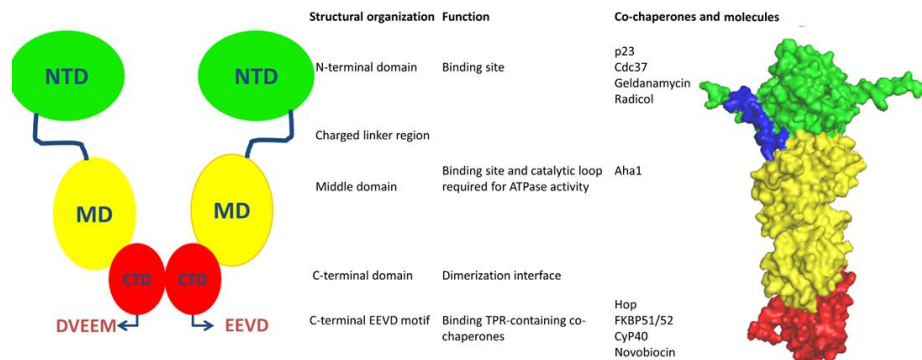 Structural organization Function Co-chaperones and molecules
NTD NTD
N-terminal domain Binding site
p23
Cdc37
Geldanamycin
Radicol
Charged linker region
MD MD
Middle domain
Binding site and catalytic loop
required for ATPase activity
Aha1
CTD CTD
C-terminal domain Dimerization interface
DVEEM EEVD
C-terminal EEVD motif
Binding TPR-containing co-
chaperones
Hop
FKBP51/52
CyP40
Novobiocin